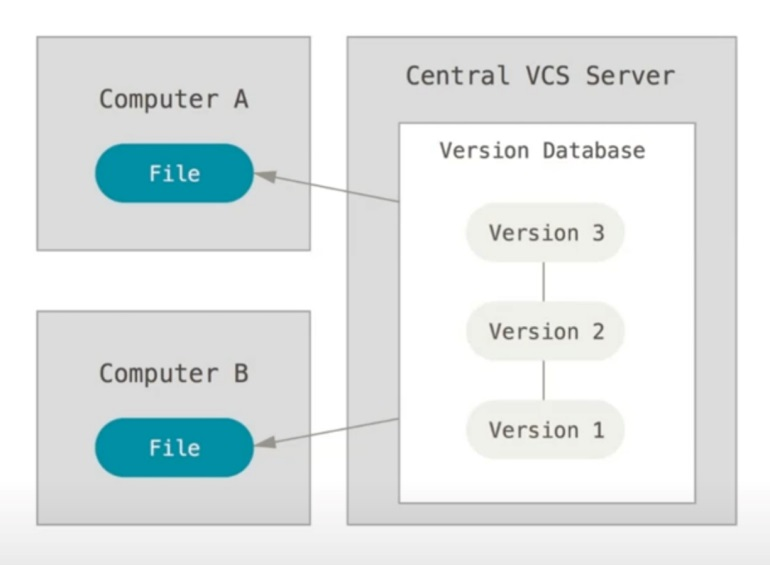 Computer A
File
Computer B
File
Central VCS Server
Version Database
Version 3
Version 2
Version 1